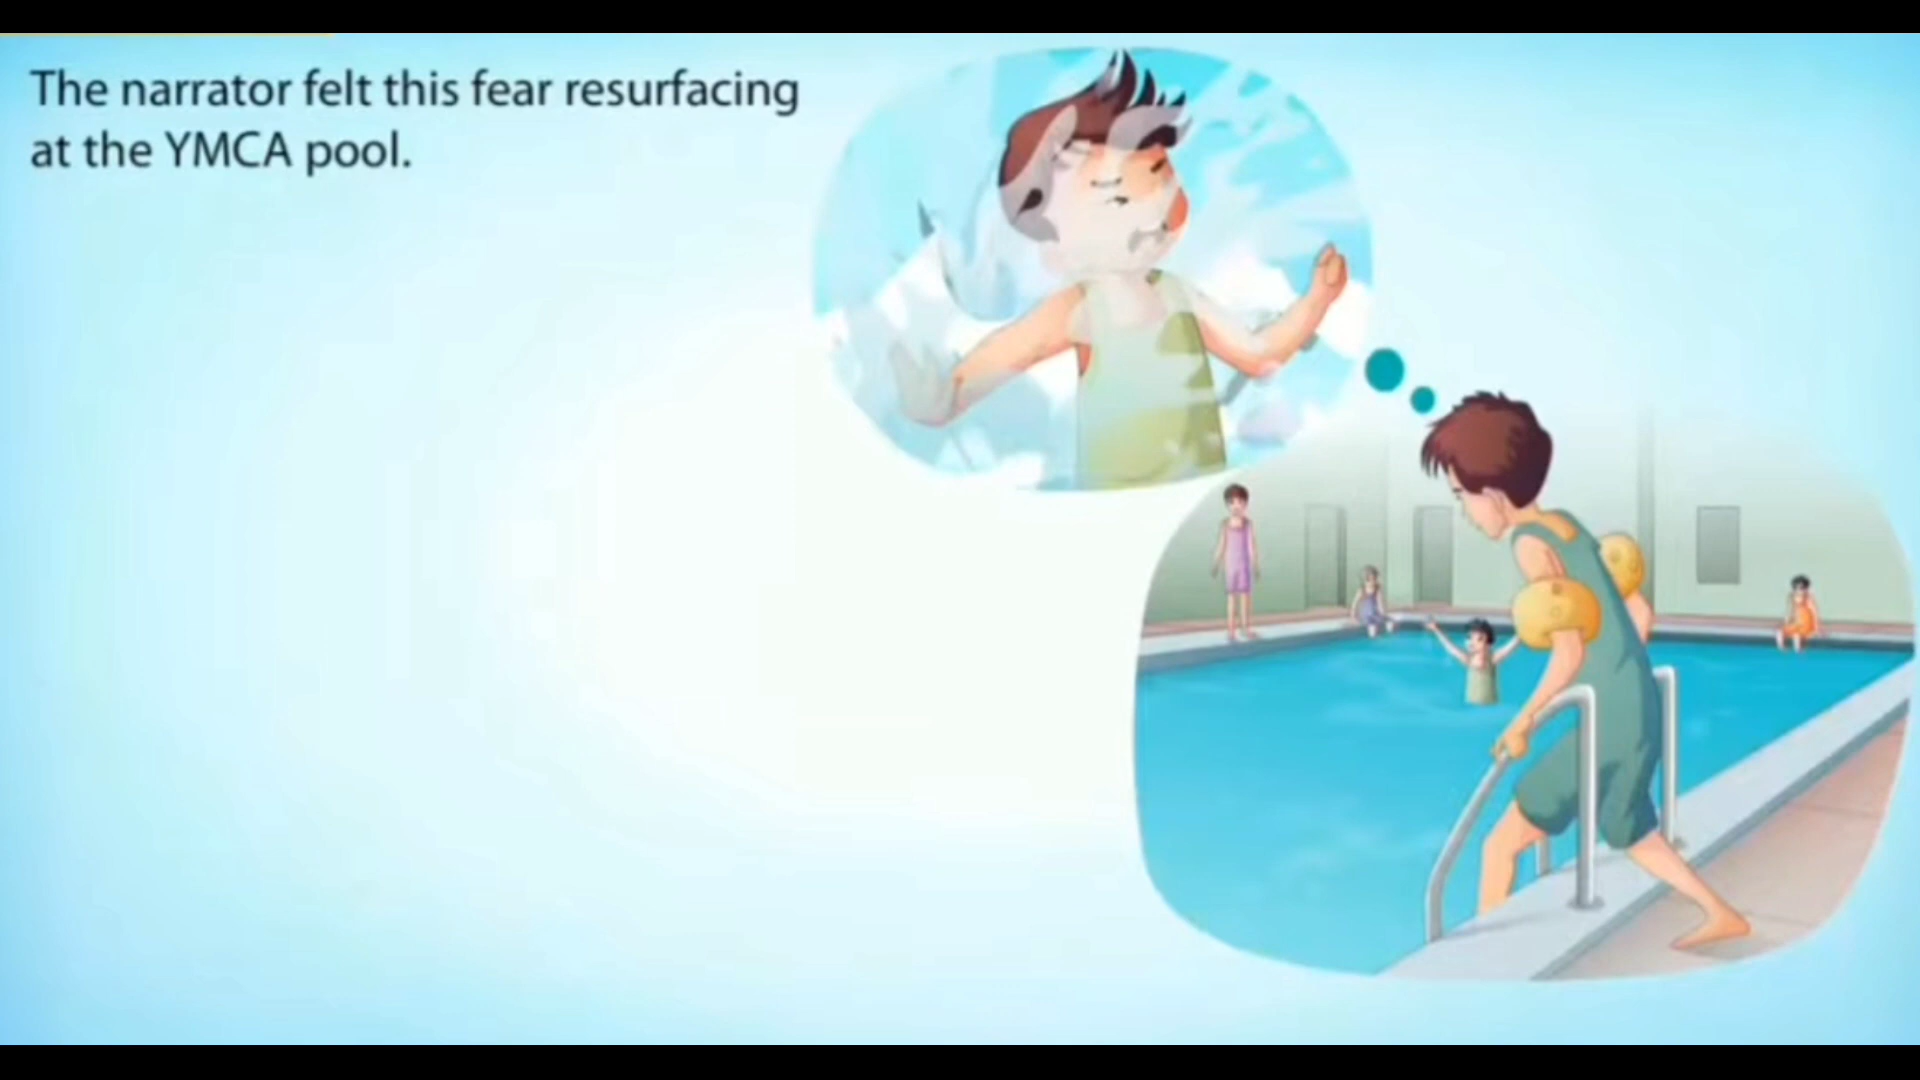 The narrator felt this fear resurfacing
at the YMCA pool.